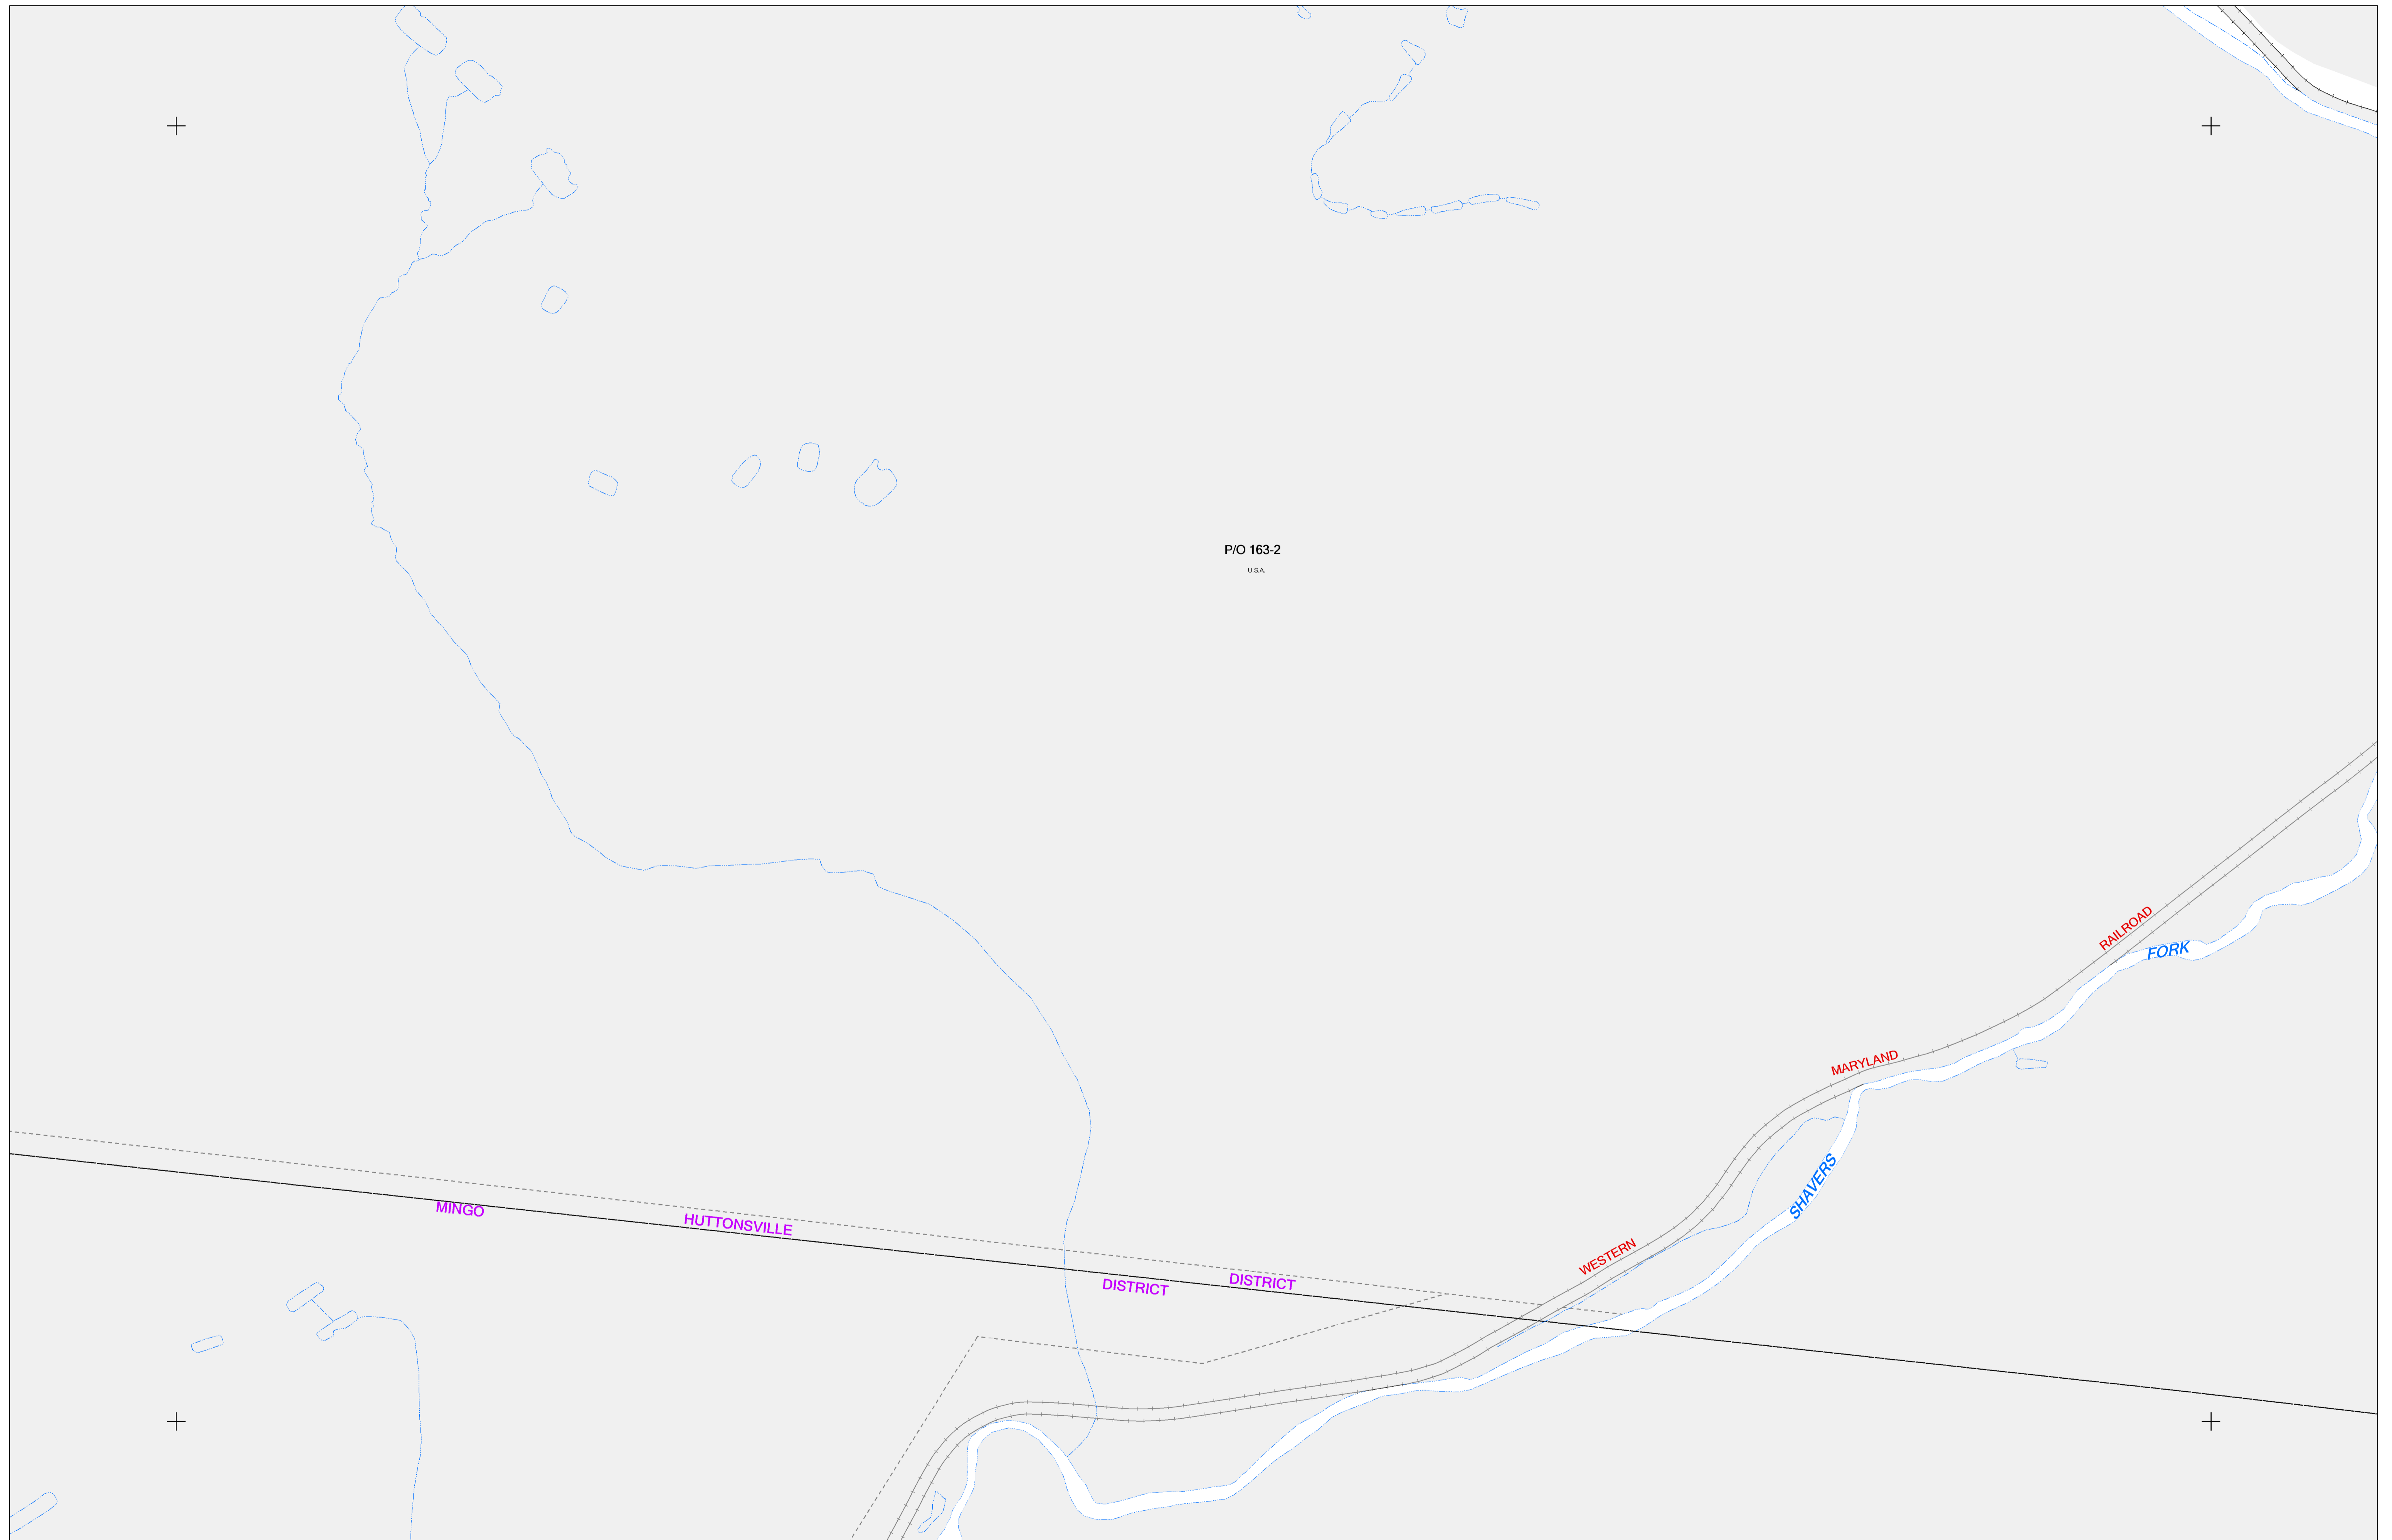 P/O 163-2
U.S.A.
RAILROAD
FORK
MARYLAND
SHAVERS
WESTERN
MINGO
HUTTONSVILLE
DISTRICT
DISTRICT